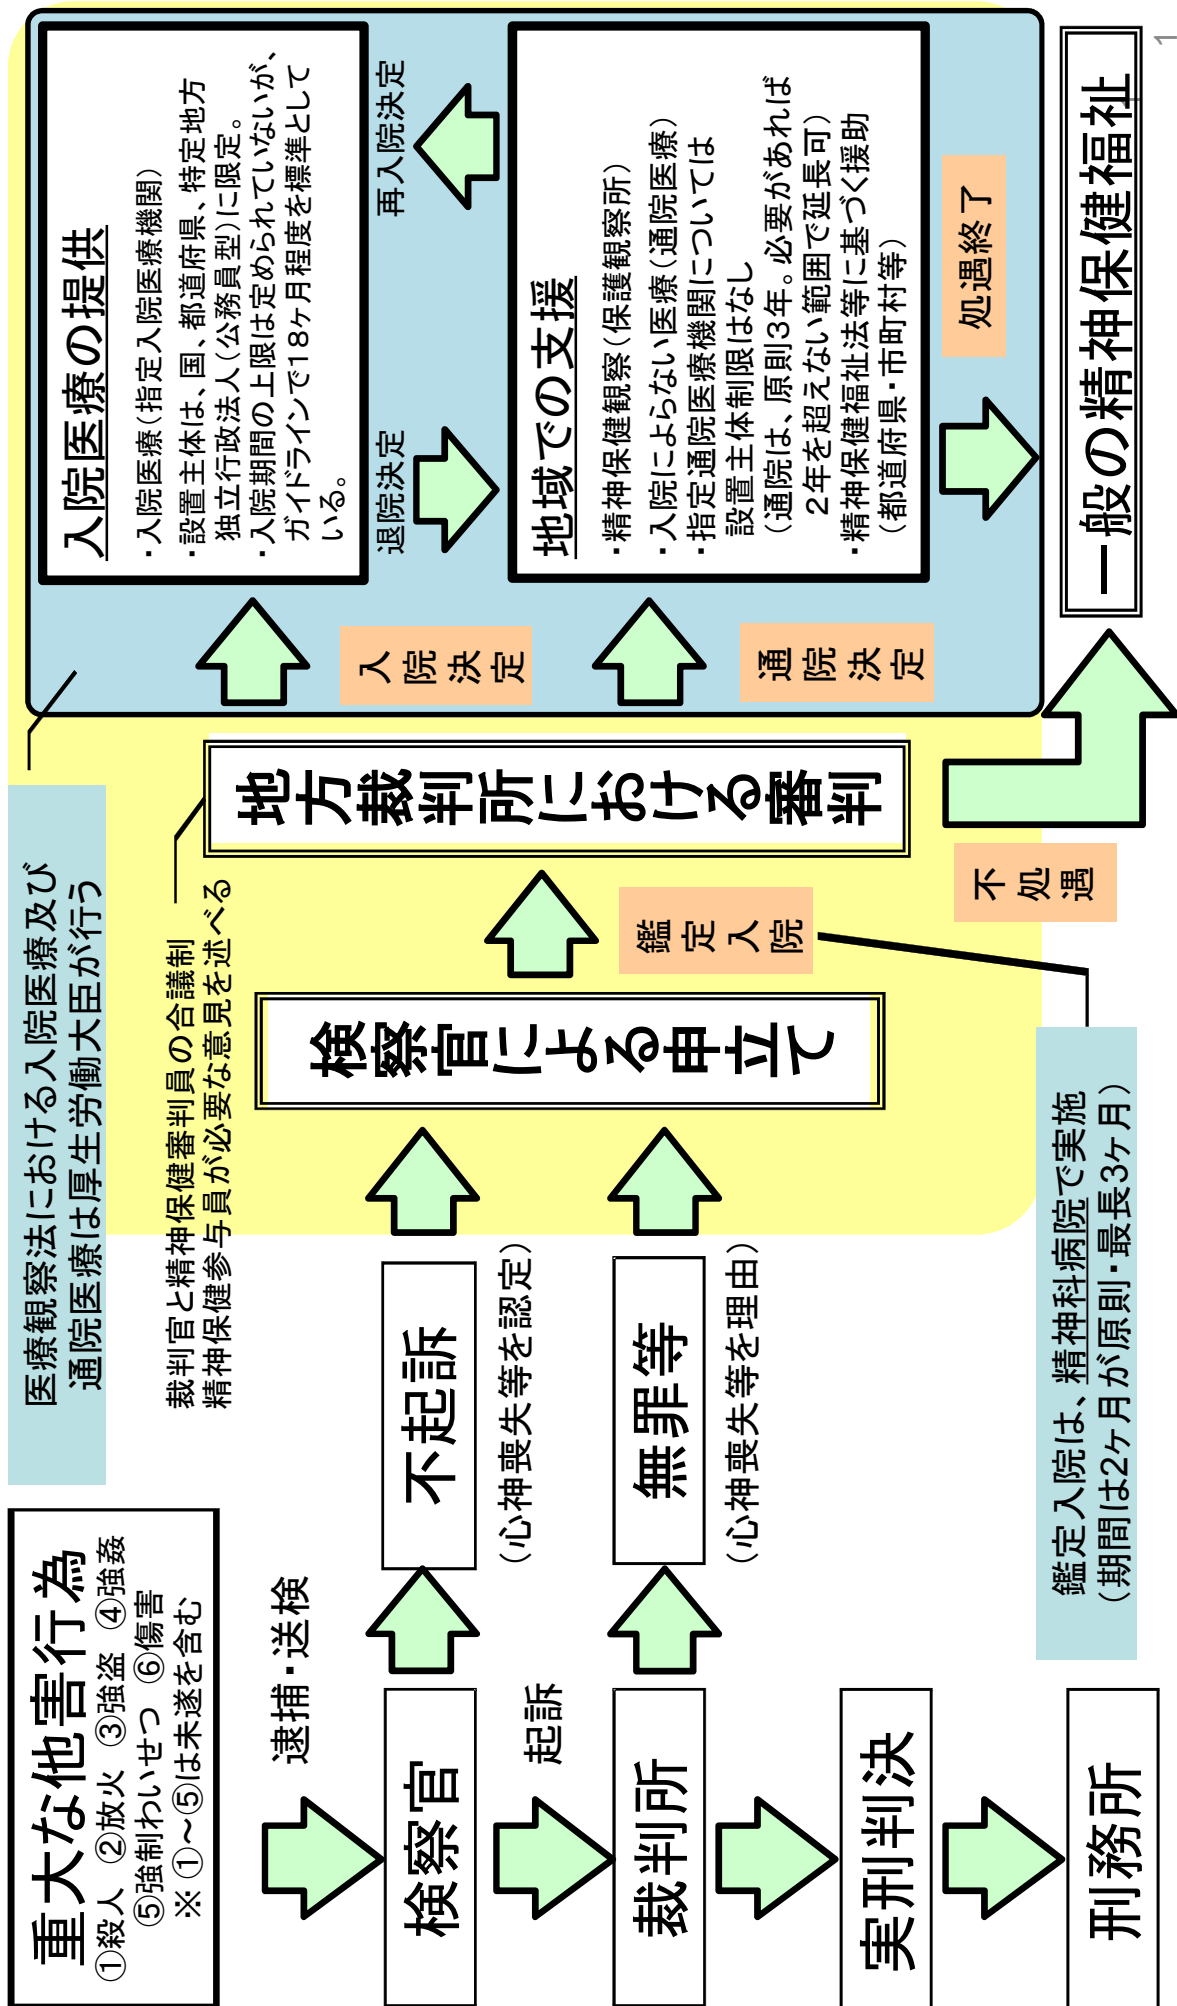 重大な他害行為
①殺人 ②放火 ③強盗 ④強姦
⑤強制わいせつ ⑥傷害
※ ①～⑤は未遂を含む
逮捕・送検
検察官
起訴
裁判所
実刑判決
刑務所
不起訴
(心神喪失等を認定)
無罪等
(心神喪失等を理由)
医療観察法における入院医療及び
通院医療は厚生労働大臣が行う
裁判官と精神保健審判員の合議制
精神保健参与員が必要な意見を述べる
検察官による申立て
鑑定入院
鑑定入院は、精神科病院で実施
(期間は2ヶ月が原則・最長3ヶ月)
地方裁判所における審判
不処遇
入院決定
通院決定
入院医療の提供
・入院医療(指定入院医療機関)
・設置主体は、国、都道府県、特定地方
独立行政法人(公務員型)に限定。
・入院期間の上限は定められていないが、
ガイドラインで18ヶ月程度を標準として
いる。
退院決定
再入院決定
地域での支援
・精神保健観察(保護観察所)
・入院によらない医療(通院医療)
・指定通院医療機関については
設置主体制限はなし
(通院は、原則3年。必要があれば
2年を超えない範囲で延長可)
・精神保健福祉法等に基づく援助
(都道府県・市町村等)
処遇終了
一般の精神保健福祉
1